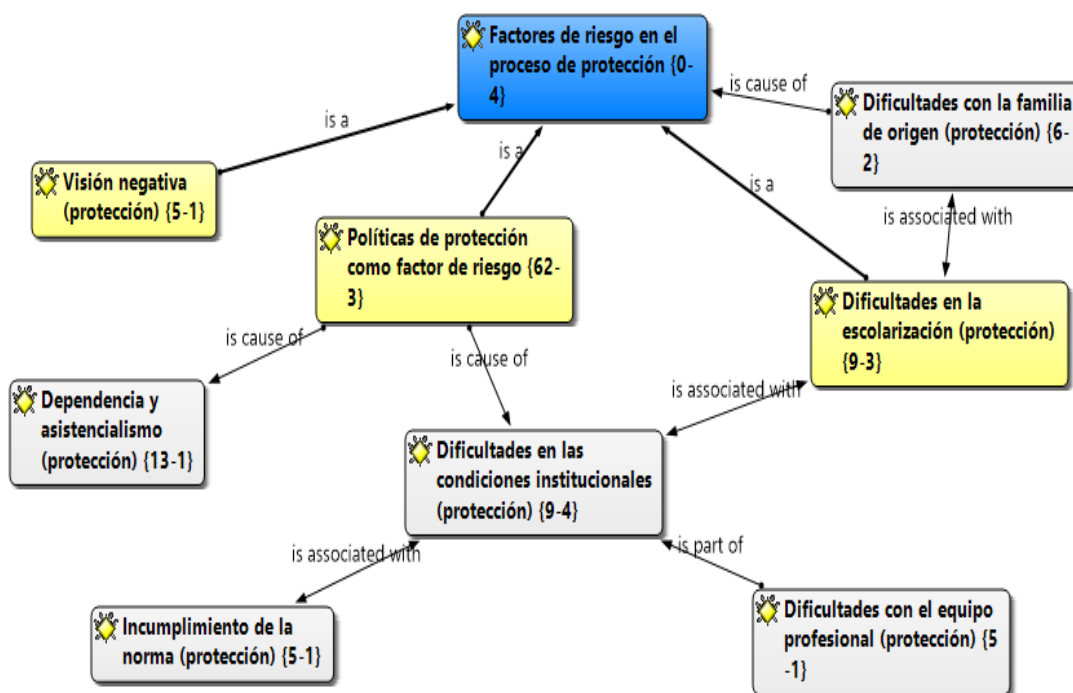 Factores de riesgo en el
proceso de protección {0-
4}
is cause of
Dificultades con la familia
de origen (protección) {6-
2}
is a
is a
is a
is associated with
Visión negativa
(protección) {5-1}
Políticas de protección
como factor de riesgo {62-
3}
Dificultades en la
escolarización (protección)
{9-3}
is cause of
is cause of
is associated with
Dependencia y
asistencialismo
(protección) {13-1}
Dificultades en las
condiciones institucionales
(protección) {9-4}
is associated with
is part of
Incumplimiento de la
norma (protección) {5-1}
Dificultades con el equipo
profesional (protección) {5
-1}